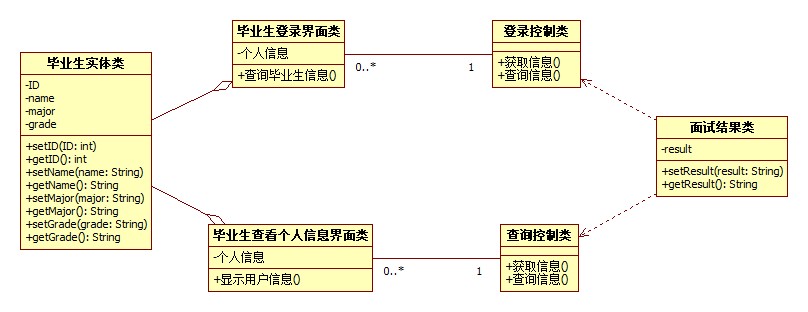 毕业生实体类
-ID
-name
-major
-grade
+setID(ID: int)
+getID(): int
+setName(name: String)
+getName(): String
+setMajor(major: String)
+getMajor(): String
+setGrade(grade: String)
+getGrade(): String
毕业生登录界面类
-个人信息
+查询毕业生信息()
0..*
1
登录控制类
+获取信息()
+查询信息()
面试结果类
-result
+setResult(result: String)
+getResult(): String
毕业生查看个人信息界面类
-个人信息
+显示用户信息()
0..*
1
查询控制类
+获取信息()
+查询信息()